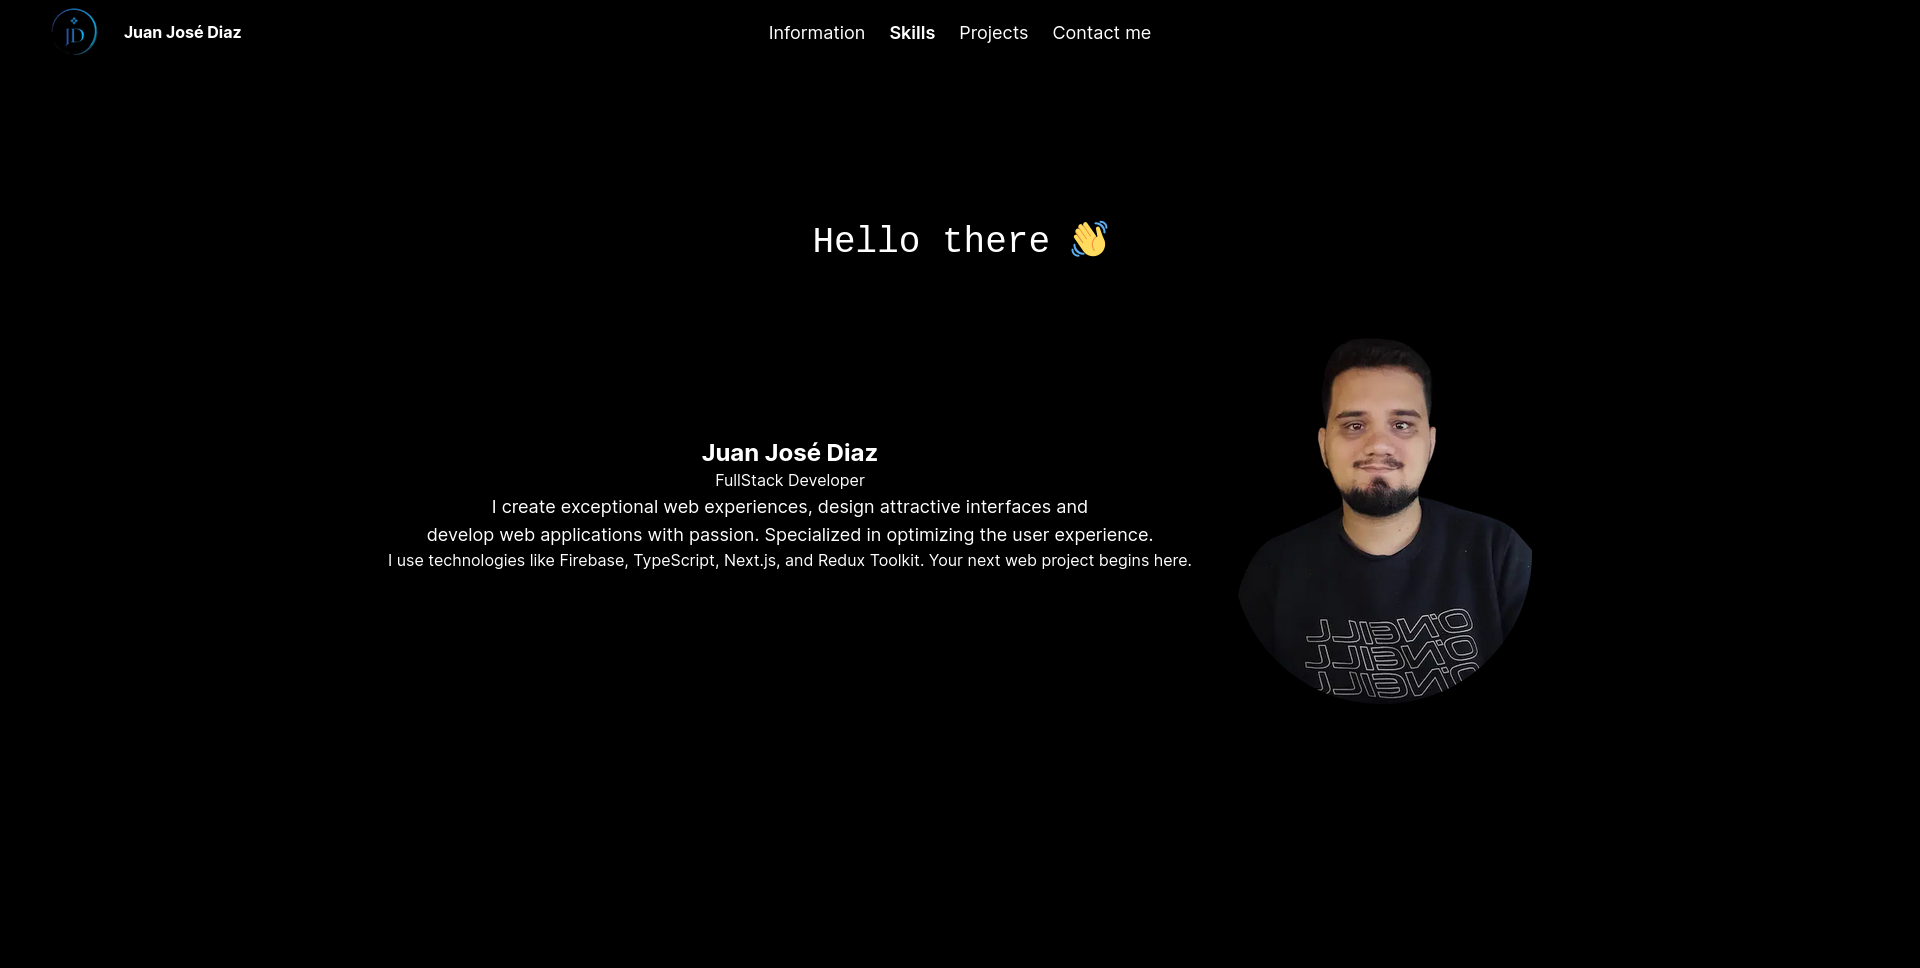 JD
Juan José Diaz
Information Skills Projects Contact me
Hello there 👋
Juan José Diaz
FullStack Developer
I create exceptional web experiences, design attractive interfaces and
develop web applications with passion. Specialized in optimizing the user experience.
I use technologies like Firebase, TypeScript, Next.js, and Redux Toolkit. Your next web project begins here.
O'NEILL
O'NEILL
O'NEILL